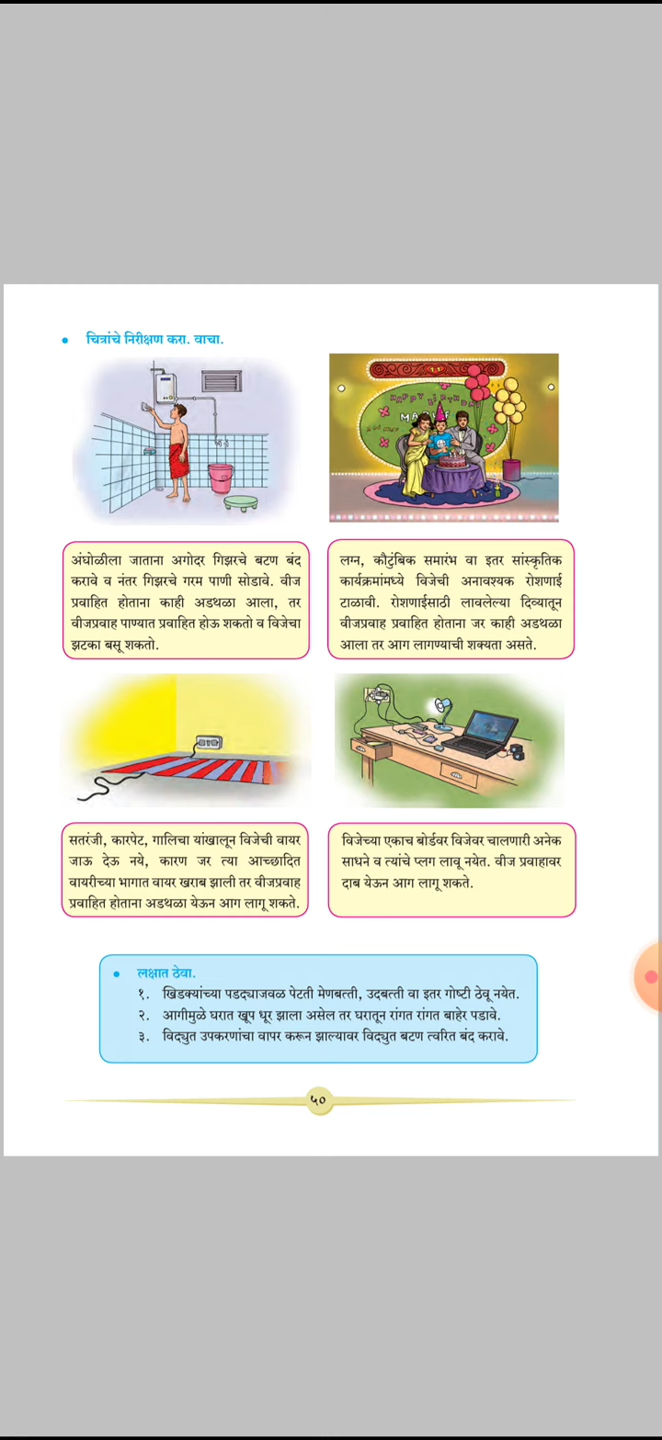 • चित्रांचे निरीक्षण करा. वाचा.
HAPPY BIRTHDAY
अंघोळीला जाताना अगोदर गिझरचे बटण बंद
करावे व नंतर गिझरचे गरम पाणी सोडावे. वीज
प्रवाहित होताना काही अडथळा आला, तर
वीजप्रवाह पाण्यात प्रवाहित होऊ शकतो व विजेचा
झटका बसू शकतो.
लग्न, कौटुंबिक समारंभ वा इतर सांस्कृतिक
कार्यक्रमांमध्ये विजेची अनावश्यक रोशणाई
टाळावी. रोशणाईसाठी लावलेल्या दिव्यातून
वीजप्रवाह प्रवाहित होताना जर काही अडथळा
आला तर आग लागण्याची शक्यता असते.
सतरंजी, कारपेट, गालिचा यांखालून विजेची वायर
जाऊ देऊ नये, कारण जर त्या आच्छादित
वायरीच्या भागात वायर खराब झाली तर वीजप्रवाह
प्रवाहित होताना अडथळा येऊन आग लागू शकते.
विजेच्या एकाच बोर्डवर विजेवर चालणारी अनेक
साधने व त्यांचे प्लग लावू नयेत. वीज प्रवाहावर
दाब येऊन आग लागू शकते.
• लक्षात ठेवा.
१. खिडक्यांच्या पडद्याजवळ पेटती मेणबत्ती, उदबत्ती वा इतर गोष्टी ठेवू नयेत.
२. आगीमुळे घरात खूप धूर झाला असेल तर घरातून रांगत रांगत बाहेर पडावे.
३. विद्युत उपकरणांचा वापर करून झाल्यावर विद्युत बटण त्वरित बंद करावे.
५०